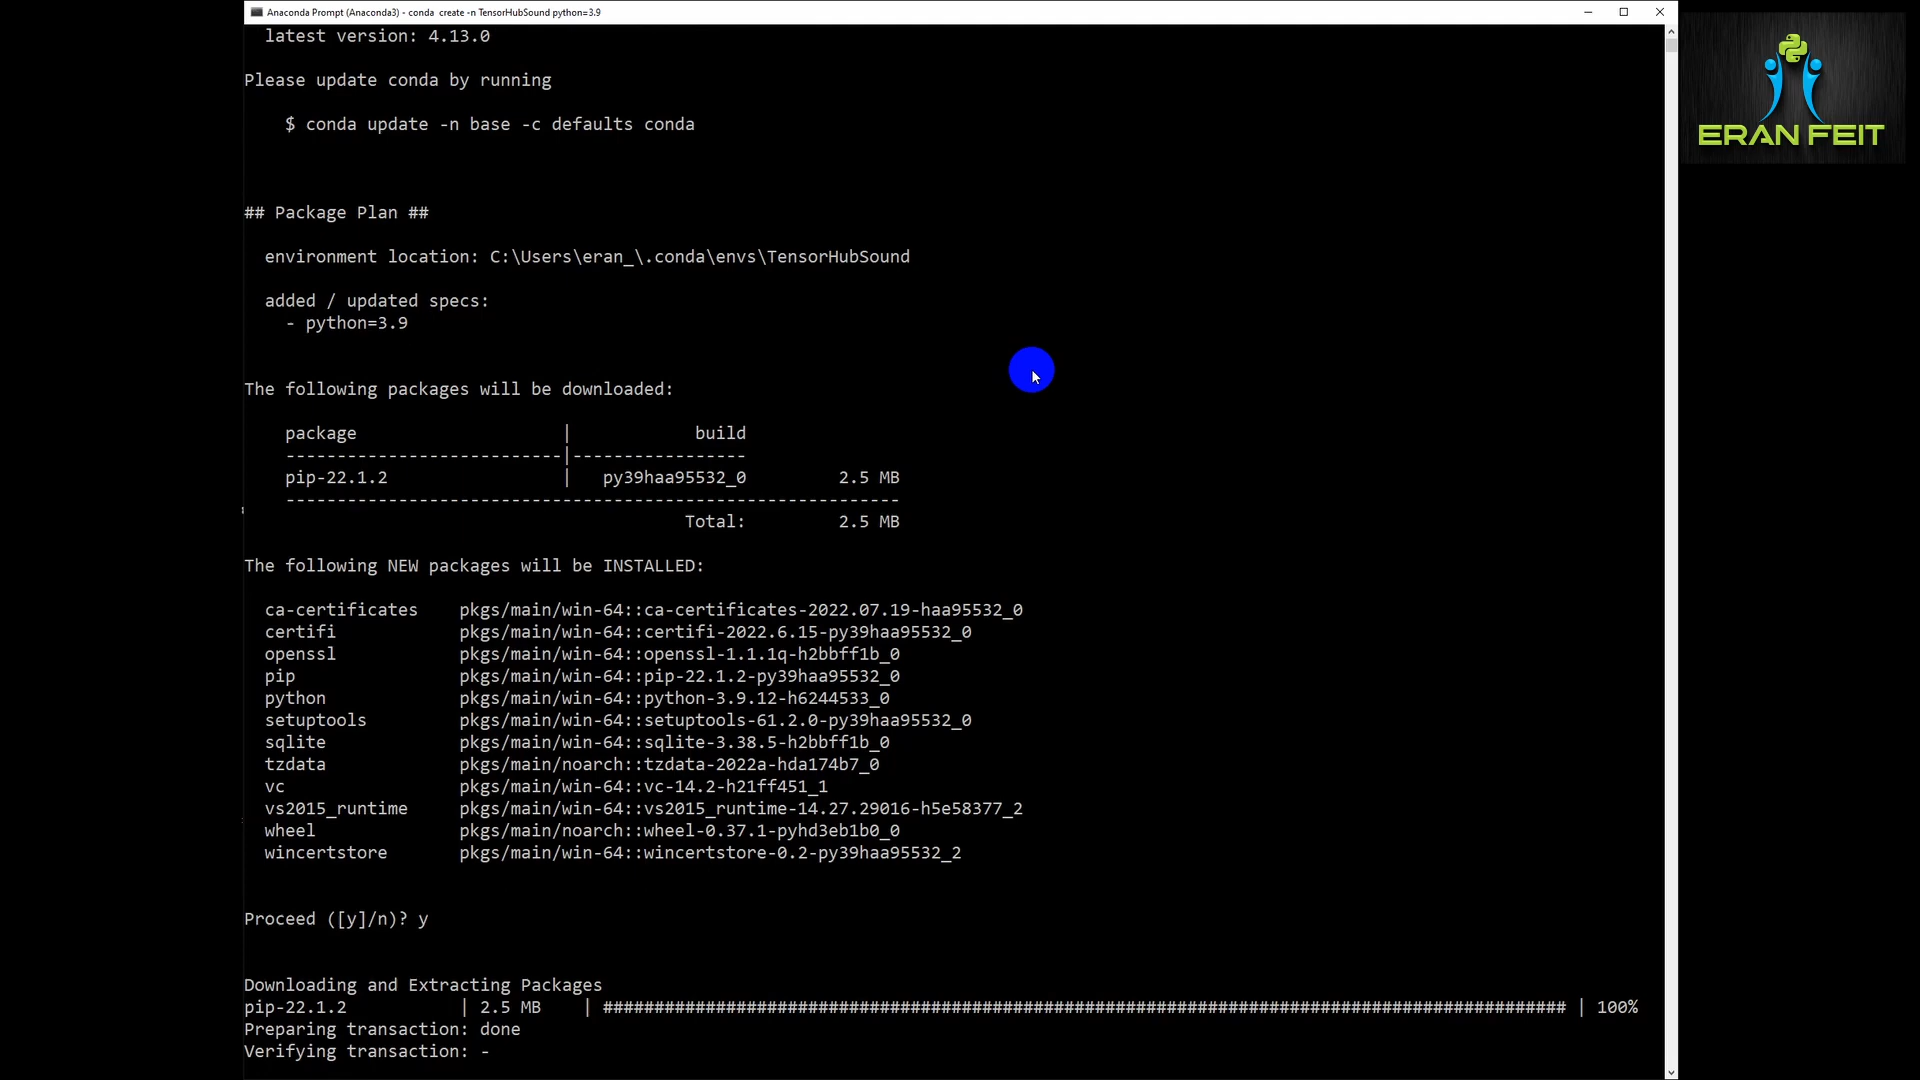 Anaconda Prompt (Anaconda3) - conda  create -n TensorHubSound python=3.9
  latest version: 4.13.0
Please update conda by running
    $ conda update -n base -c defaults conda
## Package Plan ##
  environment location: C:\Users\eran_\.conda\envs\TensorHubSound
  added / updated specs:
    - python=3.9
The following packages will be downloaded:
    package                    |            build
    ---------------------------|-----------------
    pip-22.1.2                 |   py39haa95532_0         2.5 MB
    ------------------------------------------------------------
                                           Total:         2.5 MB
The following NEW packages will be INSTALLED:
  ca-certificates    pkgs/main/win-64::ca-certificates-2022.07.19-haa95532_0
  certifi            pkgs/main/win-64::certifi-2022.6.15-py39haa95532_0
  openssl            pkgs/main/win-64::openssl-1.1.1q-h2bbff1b_0
  pip                pkgs/main/win-64::pip-22.1.2-py39haa95532_0
  python             pkgs/main/win-64::python-3.9.12-h6244533_0
  setuptools         pkgs/main/win-64::setuptools-61.2.0-py39haa95532_0
  sqlite             pkgs/main/win-64::sqlite-3.38.5-h2bbff1b_0
  tzdata             pkgs/main/noarch::tzdata-2022a-hda174b7_0
  vc                 pkgs/main/win-64::vc-14.2-h21ff451_1
  vs2015_runtime     pkgs/main/win-64::vs2015_runtime-14.27.29016-h5e58377_2
  wheel              pkgs/main/noarch::wheel-0.37.1-pyhd3eb1b0_0
  wincertstore       pkgs/main/win-64::wincertstore-0.2-py39haa95532_2
Proceed ([y]/n)? y
Downloading and Extracting Packages
pip-22.1.2           | 2.5 MB    | ############################################################################################## | 100%
Preparing transaction: done
Verifying transaction: -
ERAN FEIT